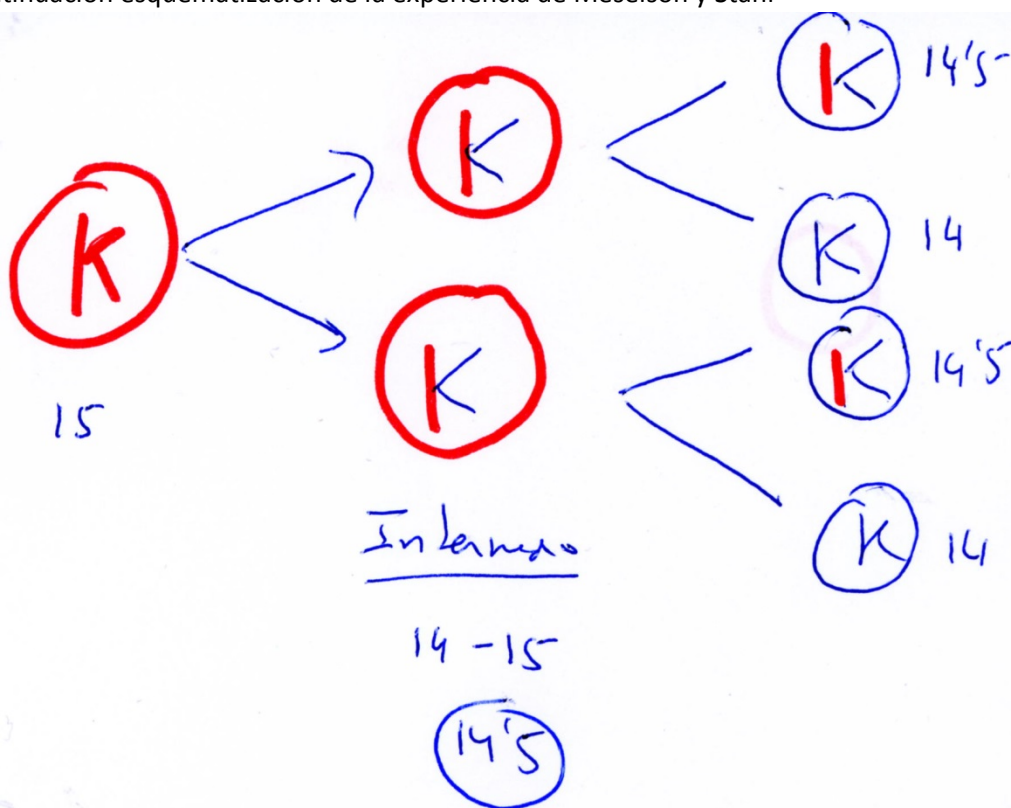 esquematización de la experiencia de Meselson y Stahl.
K
15
K
K
Intermedio
14 - 15
14'5
K 14'5
K 14
K 14'5
K 14